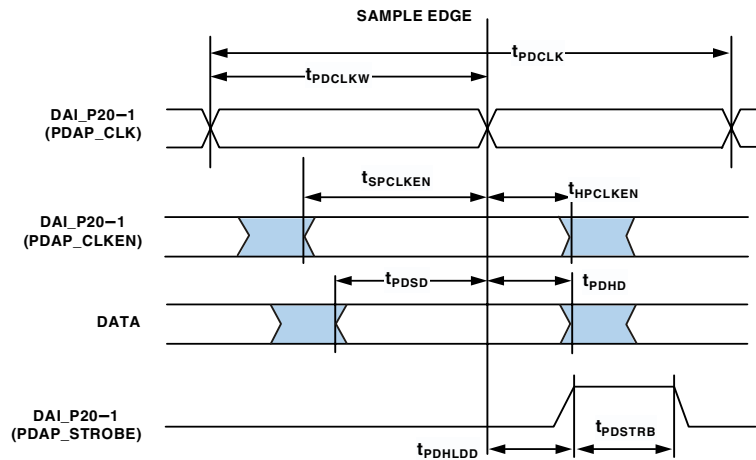 SAMPLE EDGE
tPDCLK
tPDCLKW
DAI_P20–1
(PDAP_CLK)
tSPCLKEN
tHPCLKEN
DAI_P20–1
(PDAP_CLKEN)
tPDSD
tPDHD
DATA
DAI_P20–1
(PDAP_STROBE)
tPDSTRB
tPDHLDD